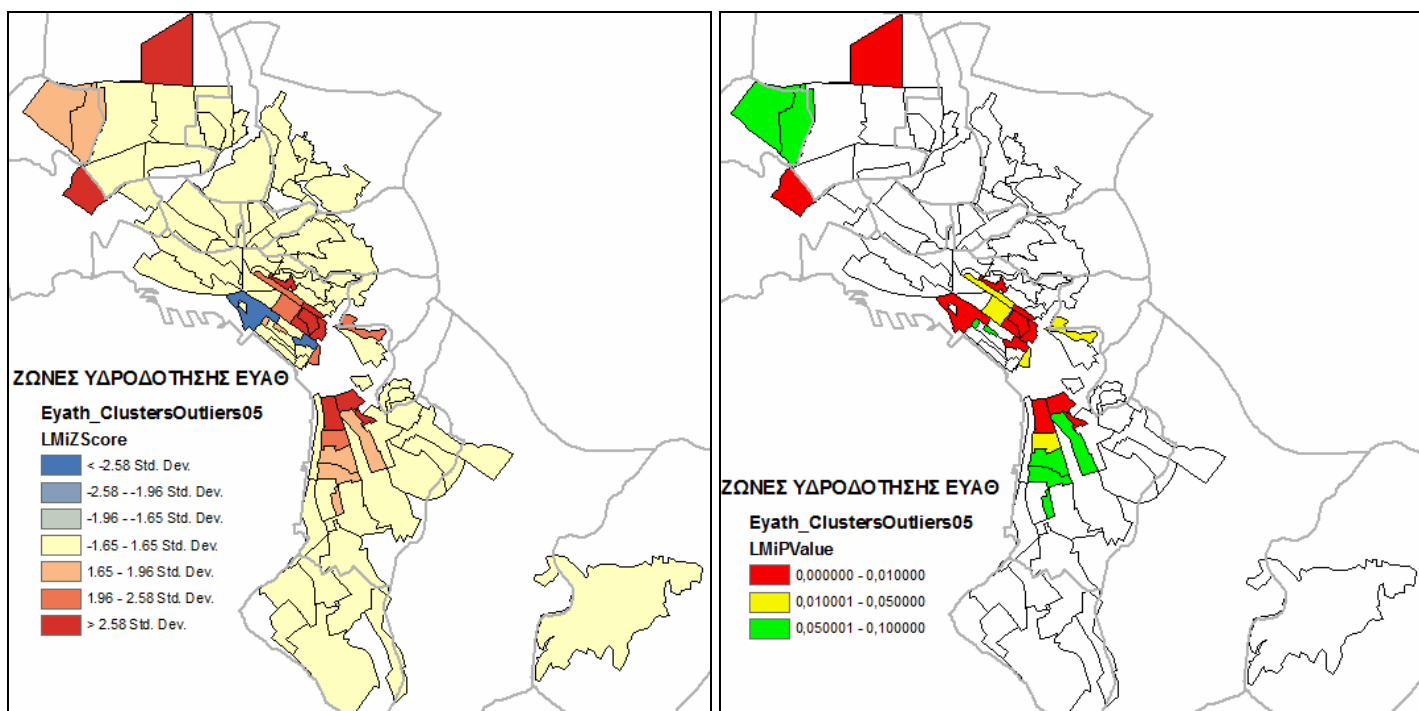 ΖΩΝΕΣ ΥΔΡΟΔΟΤΗΣΗΣ ΕΥΑΘ
Eyath_ClustersOutliers05
LMiZScore
< -2.58 Std. Dev.
-2.58 - -1.96 Std. Dev.
-1.96 - -1.65 Std. Dev.
-1.65 - 1.65 Std. Dev.
1.65 - 1.96 Std. Dev.
1.96 - 2.58 Std. Dev.
> 2.58 Std. Dev.
ΖΩΝΕΣ ΥΔΡΟΔΟΤΗΣΗΣ ΕΥΑΘ
Eyath_ClustersOutliers05
LMiPValue
0,000000 - 0,010000
0,010001 - 0,050000
0,050001 - 0,100000